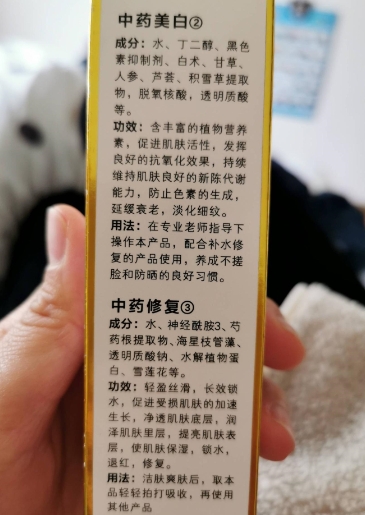 中药美白②
成分：水、丁二醇、黑色
素抑制剂、白术、甘草、
人参、芦荟、积雪草提取
物，脱氧核酸，透明质酸
等。
功效：含丰富的植物营养
素，促进肌肤活性，发挥
良好的抗氧化效果，持续
维持肌肤良好的新陈代谢
能力，防止色素的生成，
延缓衰老，淡化细纹。
用法：在专业老师指导下
操作本产品，配合补水修
复的产品使用，养成不搓
脸和防晒的良好习惯。
中药修复③
成分：水、神经酰胺3、芍
药根提取物、海星枝管藻、
透明质酸钠、水解植物蛋
白、雪莲花等。
功效：轻盈丝滑，长效锁
水，促进受损肌肤的加速
生长，净透肌肤底层，润
泽肌肤里层，提亮肌肤表
层，使肌肤保湿，锁水，
退红，修复。
用法：洁肤爽肤后，取本
品轻轻拍打吸收，再使用
其他产品